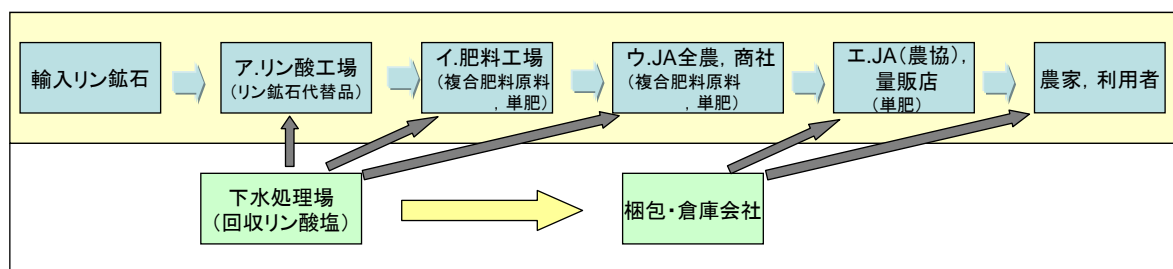 輸入リン鉱石
ア.リン酸工場
(リン鉱石代替品)
イ.肥料工場
(複合肥料原料
, 単肥)
ウ.JA全農, 商社
(複合肥料原料
, 単肥)
エ.JA(農協),
量販店
(単肥)
農家, 利用者
下水処理場
(回収リン酸塩)
梱包・倉庫会社